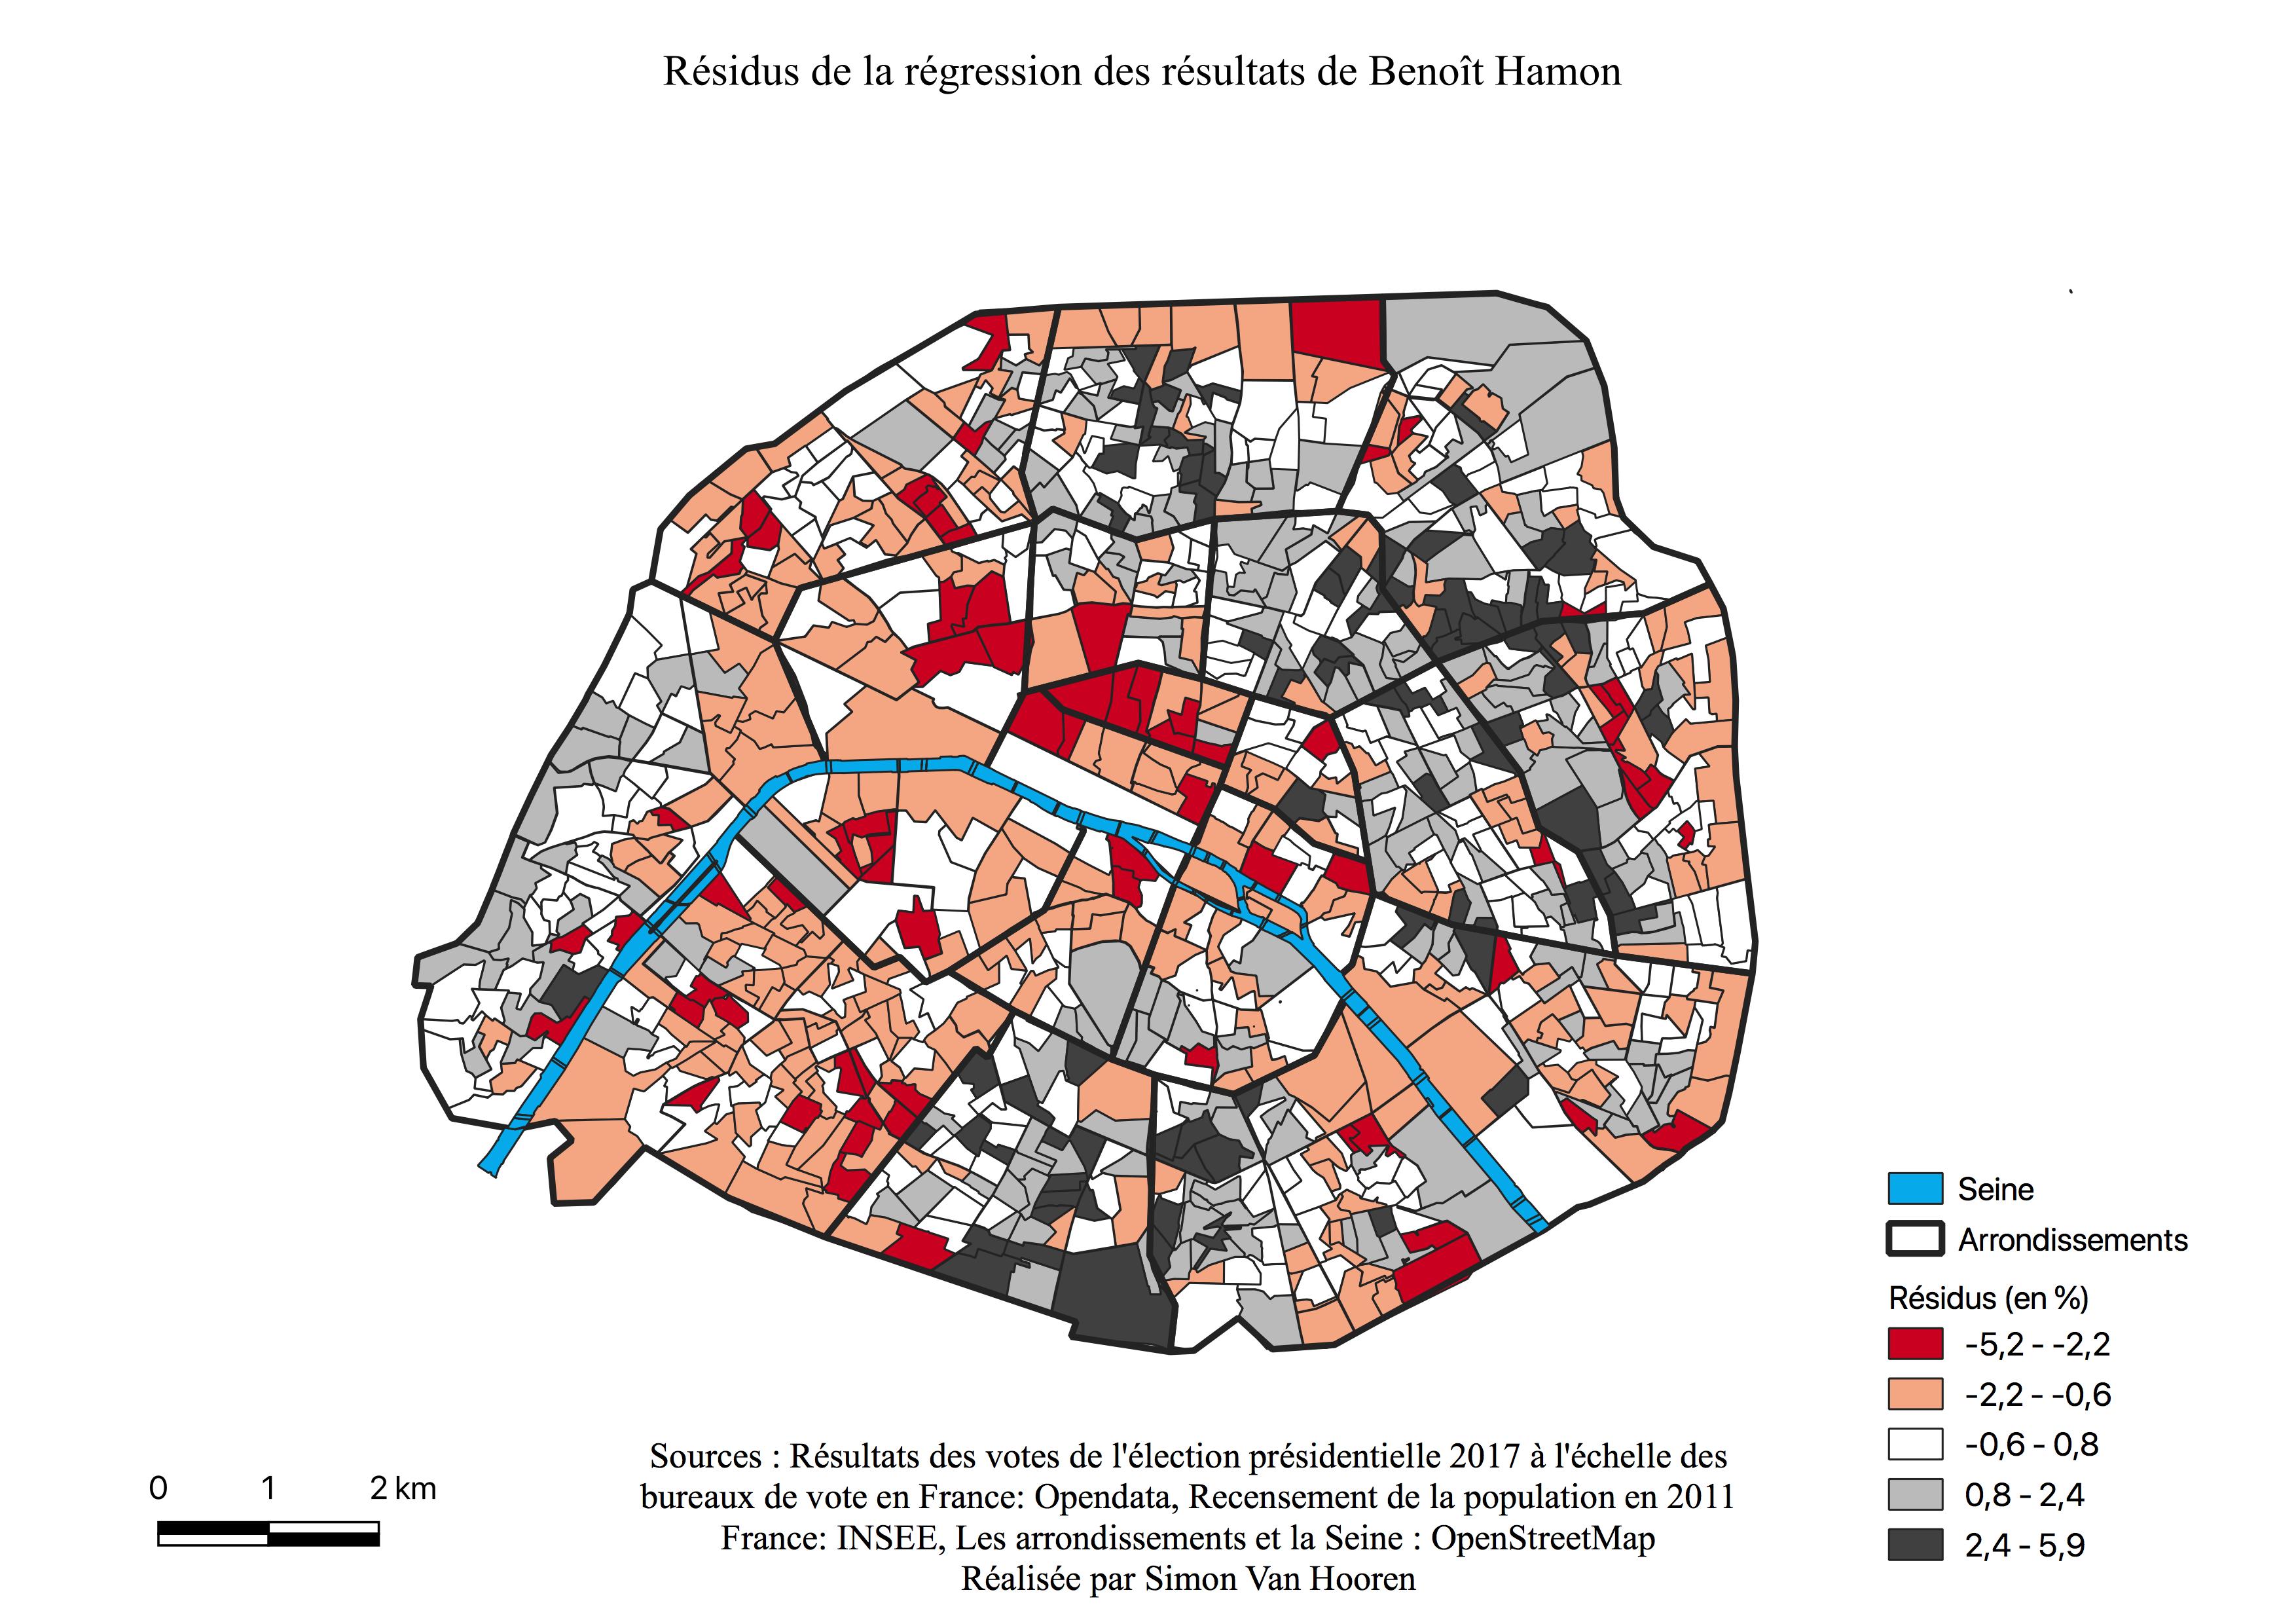 Résidus de la régression des résultats de Benoît Hamon
Seine
Arrondissements
Résidus (en %)
-5,2 - -2,2
-2,2 - -0,6
-0,6 - 0,8
0,8 - 2,4
2,4 - 5,9
0 1 2 km
Sources : Résultats des votes de l'élection présidentielle 2017 à l'échelle des
bureaux de vote en France: Opendata, Recensement de la population en 2011
France: INSEE, Les arrondissements et la Seine : OpenStreetMap
Réalisée par Simon Van Hooren